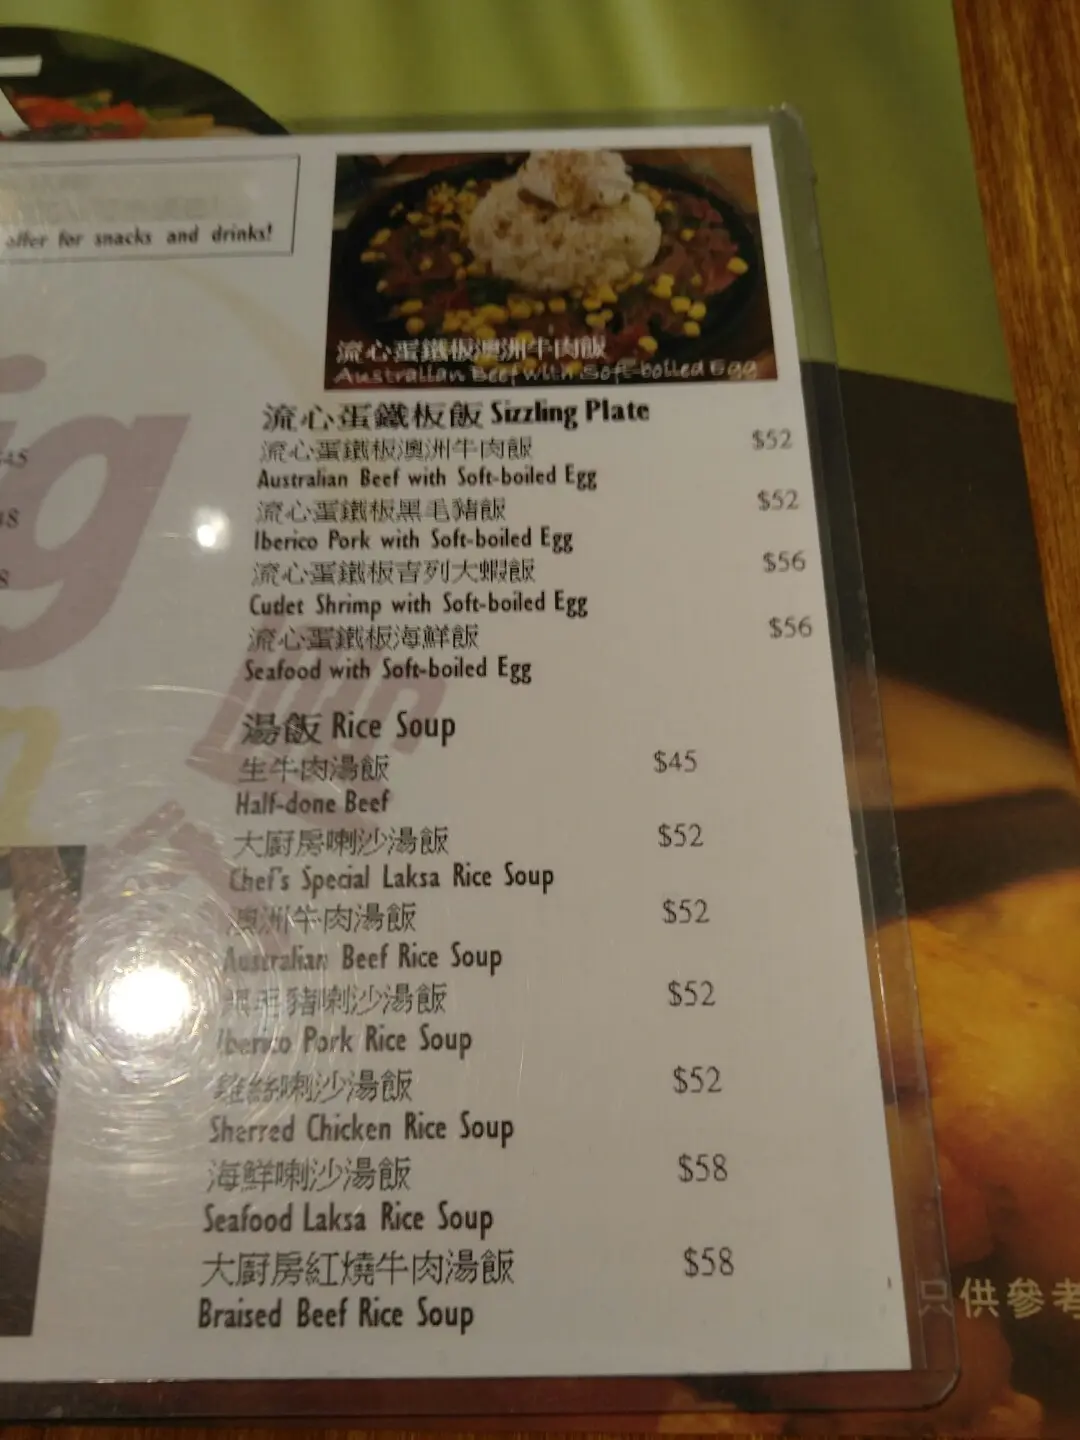 offer for snacks and drinks!
流心蛋鐵板澳洲牛肉飯
Australian Beef with Soft-boiled Egg
流心蛋鐵板飯 Sizzling Plate
流心蛋鐵板澳洲牛肉飯 $52
Australian Beef with Soft-boiled Egg
流心蛋鐵板黑毛豬飯 $52
Iberico Pork with Soft-boiled Egg
流心蛋鐵板吉列大蝦飯 $56
Cutlet Shrimp with Soft-boiled Egg
流心蛋鐵板海鮮飯 $56
Seafood with Soft-boiled Egg
湯飯 Rice Soup
生牛肉湯飯 $45
Half-done Beef
大廚房喇沙湯飯 $52
Chef's Special Laksa Rice Soup
澳洲牛肉湯飯 $52
Australian Beef Rice Soup
黑毛豬喇沙湯飯 $52
Iberico Pork Rice Soup
雞絲喇沙湯飯 $52
Sherred Chicken Rice Soup
海鮮喇沙湯飯 $58
Seafood Laksa Rice Soup
大廚房紅燒牛肉湯飯 $58
Braised Beef Rice Soup
只供參考